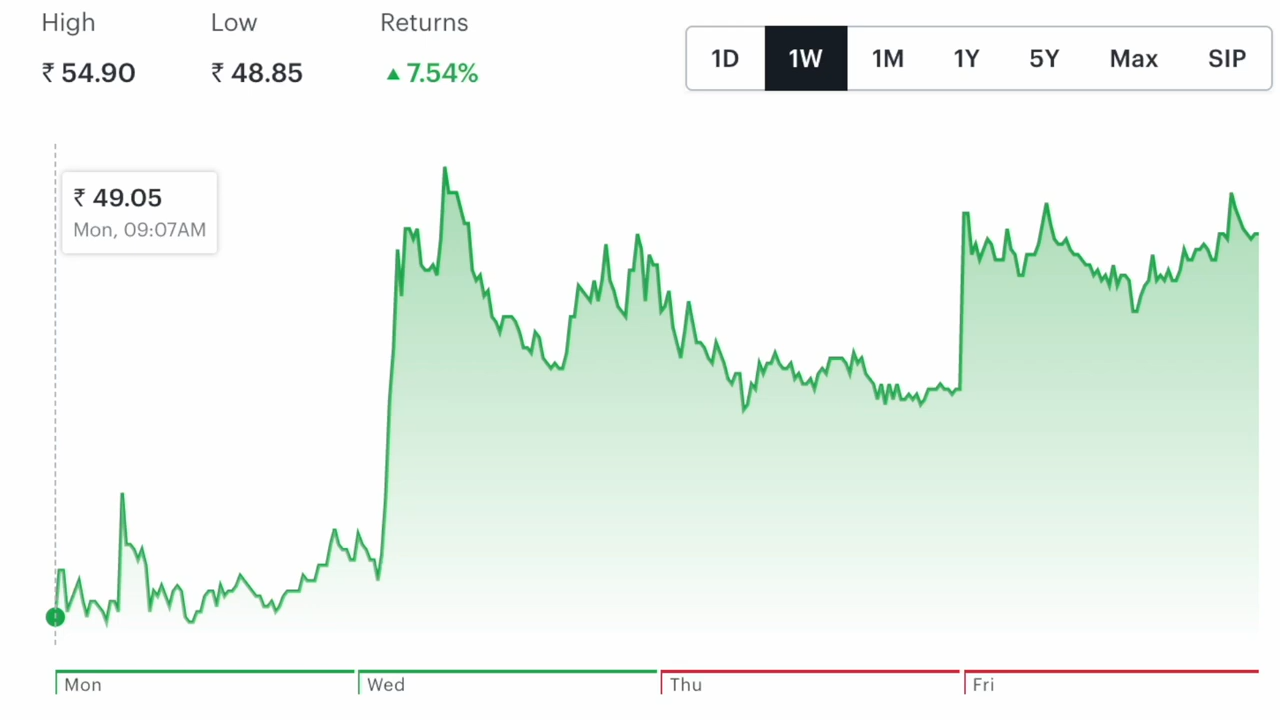 High Low Returns
₹ 54.90 ₹ 48.85 ▲ 7.54%
1D 1W 1M 1Y 5Y Max SIP
₹ 49.05
Mon, 09:07AM
Mon Wed Thu Fri